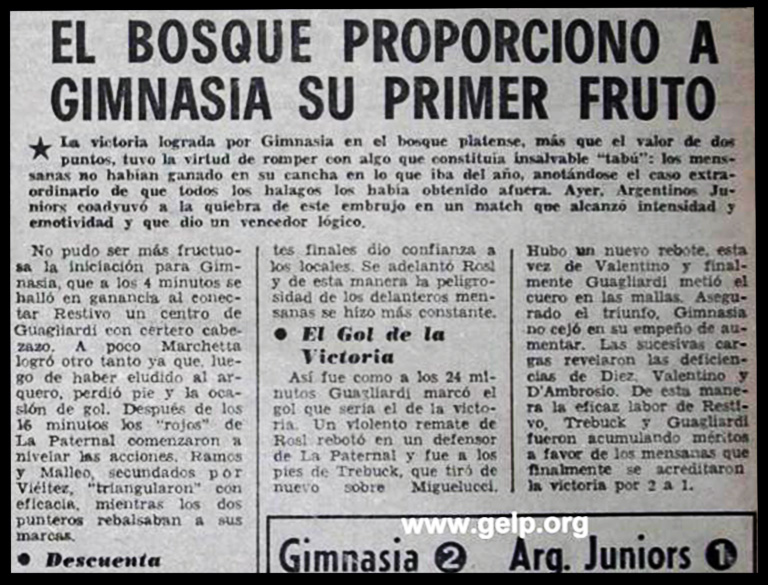 EL BOSQUE PROPORCIONO A
GIMNASIA SU PRIMER FRUTO
★ La victoria lograda por Gimnasia en el bosque platense, más que el valor de dos
puntos, tuvo la virtud de romper con algo que constituía insalvable "tabú": los mens-
sanas no habían ganado en su cancha en lo que iba del año, anotándose el caso extra-
ordinario de que todos los halagos los había obtenido afuera. Ayer, Argentinos Ju-
niors coadyuvó a la quiebra de este embrujo en un match que alcanzó intensidad y
emotividad y que dio un vencedor lógico.
No pudo ser más fructuo-
sa la iniciación para Gim-
nasia, que a los 4 minutos se
halló en ganancia al conec-
tar Restivo un centro de
Guagliardi con certero cabe-
zazo. A poco Marchetta
logró otro tanto ya que, lue-
go de haber eludido al ar-
quero, perdió pie y la oca-
sión de gol. Después de los
16 minutos los "rojos" de
La Paternal comenzaron a
nivelar las acciones. Ramos
y Malleo, secundados por
Viéitez, "triangularon" con
eficacia, mientras los dos
punteros rebalsaban a sus
marcas.
● Descuenta
tes finales dio confianza a
los locales. Se adelantó Rosl
y de esta manera la peligro-
sidad de los delanteros men-
sanas se hizo más constante.
● El Gol de la
Victoria
Así fue como a los 24 mi-
nutos Guagliardi marcó el
gol que sería el de la victo-
ria. Un violento remate de
Rosl rebotó en un defensor
de La Paternal y fue a los
pies de Trebuck, que tiró de
nuevo sobre Miguelucci.
Hubo un nuevo rebote, esta
vez de Valentino y final-
mente Guagliardi metió el
cuero en las mallas. Asegu-
rado el triunfo, Gimnasia
no cejó en su empeño de au-
mentar. Las sucesivas car-
gas revelaron las deficien-
cias de Diez, Valentino y
D'Ambrosio. De esta mane-
ra la eficaz labor de Resti-
vo, Trebuck y Guagliardi
fueron acumulando méritos
a favor de los mensanas que
finalmente se acreditaron
la victoria por 2 a 1.
www.gelp.org
Gimnasia 2 Arg. Juniors 1